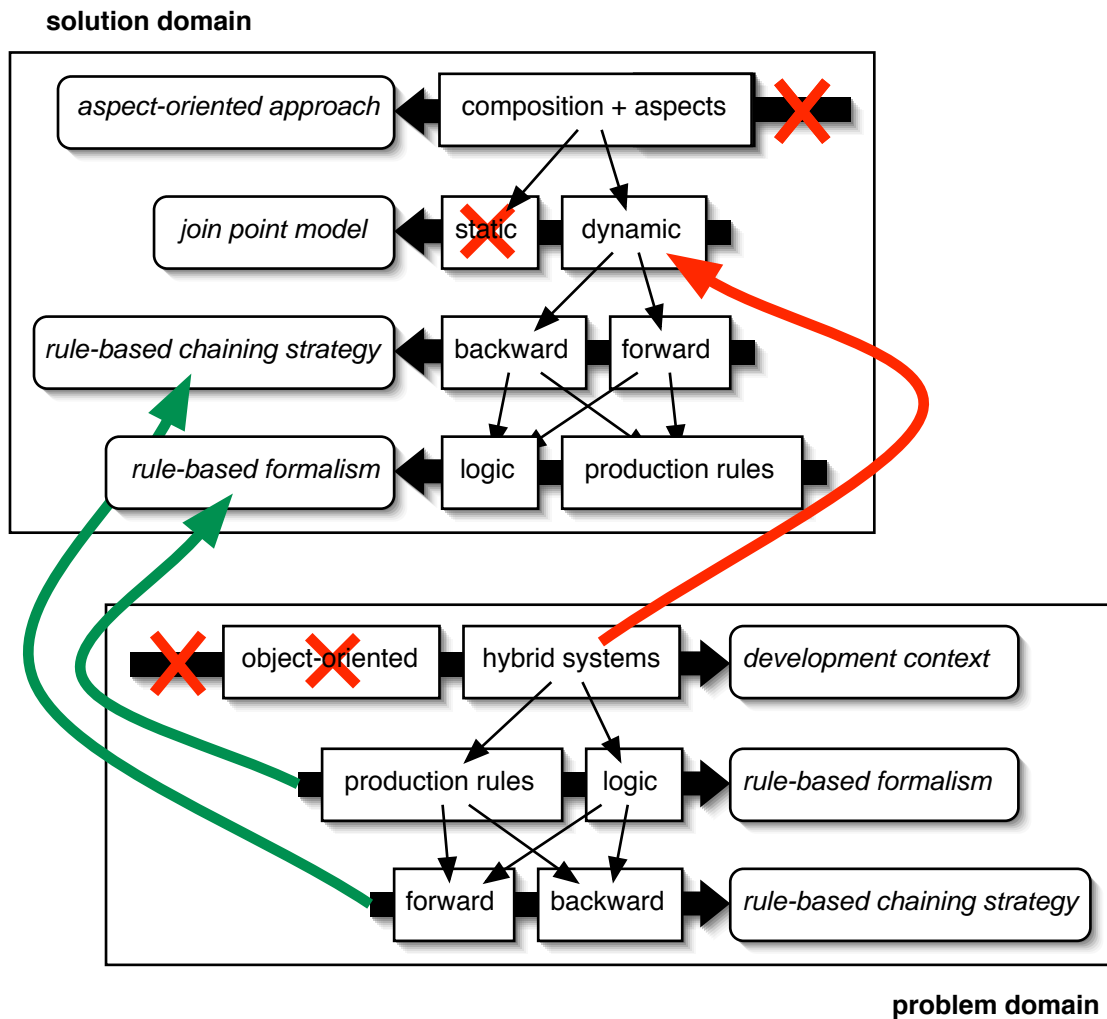 solution domain
aspect-oriented approach
composition + aspects
join point model
static
dynamic
rule-based chaining strategy
backward
forward
rule-based formalism
logic
production rules
object-oriented
hybrid systems
development context
production rules
logic
rule-based formalism
forward
backward
rule-based chaining strategy
problem domain